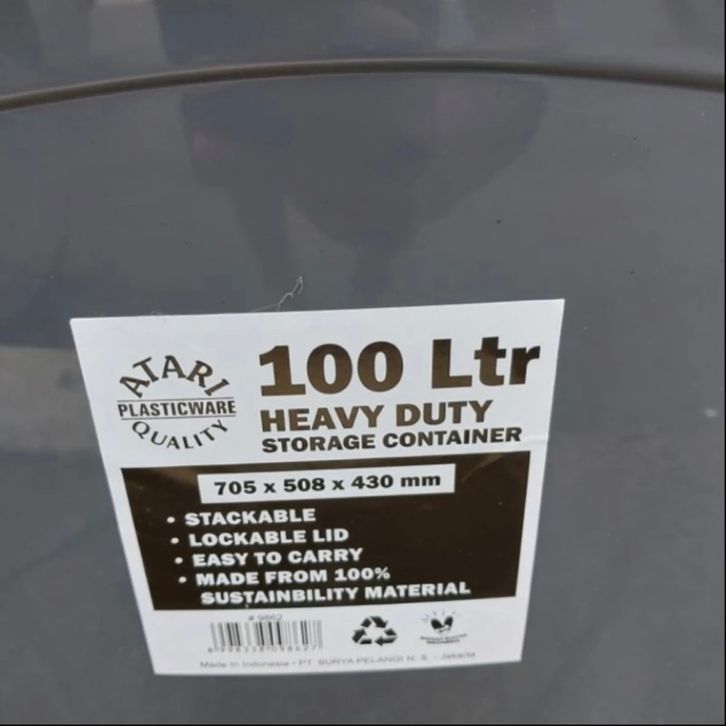 ATARI
PLASTICWARE
QUALITY
100 Ltr
HEAVY DUTY
STORAGE CONTAINER
705 x 508 x 430 mm
• STACKABLE
• LOCKABLE LID
• EASY TO CARRY
• MADE FROM 100%
SUSTAINBILITY MATERIAL
# 9862
Made In Indonesia • PT. SURYA PELANGI N. S. - Jakarta